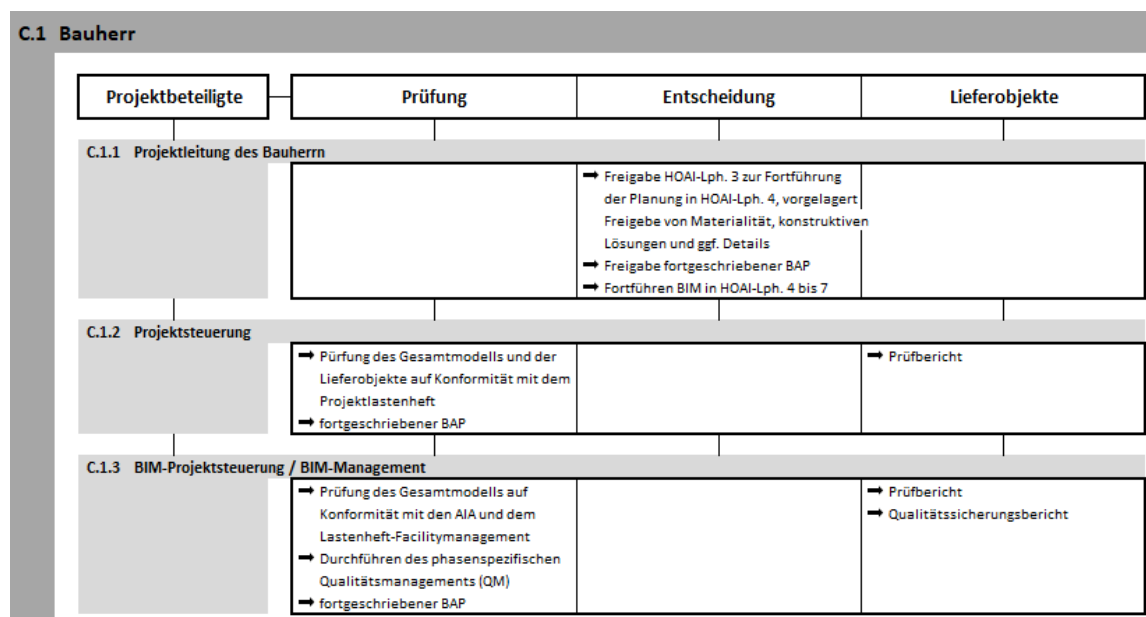 C.1 Bauherr
Projektbeteiligte
Prüfung
Entscheidung
Lieferobjekte
C.1.1 Projektleitung des Bauherrn
➞ Freigabe HOAI-Lph. 3 zur Fortführung
der Planung in HOAI-Lph. 4, vorgelagert
Freigebe von Materialität, konstruktiven
Lösungen und ggf. Details
➞ Freigabe fortgeschriebener BAP
➞ Fortführen BIM in HOAI-Lph. 4 bis 7
C.1.2 Projektsteuerung
➞ Pürfung des Gesamtmodells und der
Lieferobjekte auf Konformität mit dem
Projektlastenheft
➞ fortgeschriebener BAP
➞ Prüfbericht
C.1.3 BIM-Projektsteuerung / BIM-Management
➞ Prüfung des Gesamtmodells auf
Konformität mit den AIA und dem
Lastenheft-Facilitymanagement
➞ Durchführen des phasenspezifischen
Qualitätsmanagements (QM)
➞ fortgeschriebener BAP
➞ Prüfbericht
➞ Qualitätssicherungsbericht